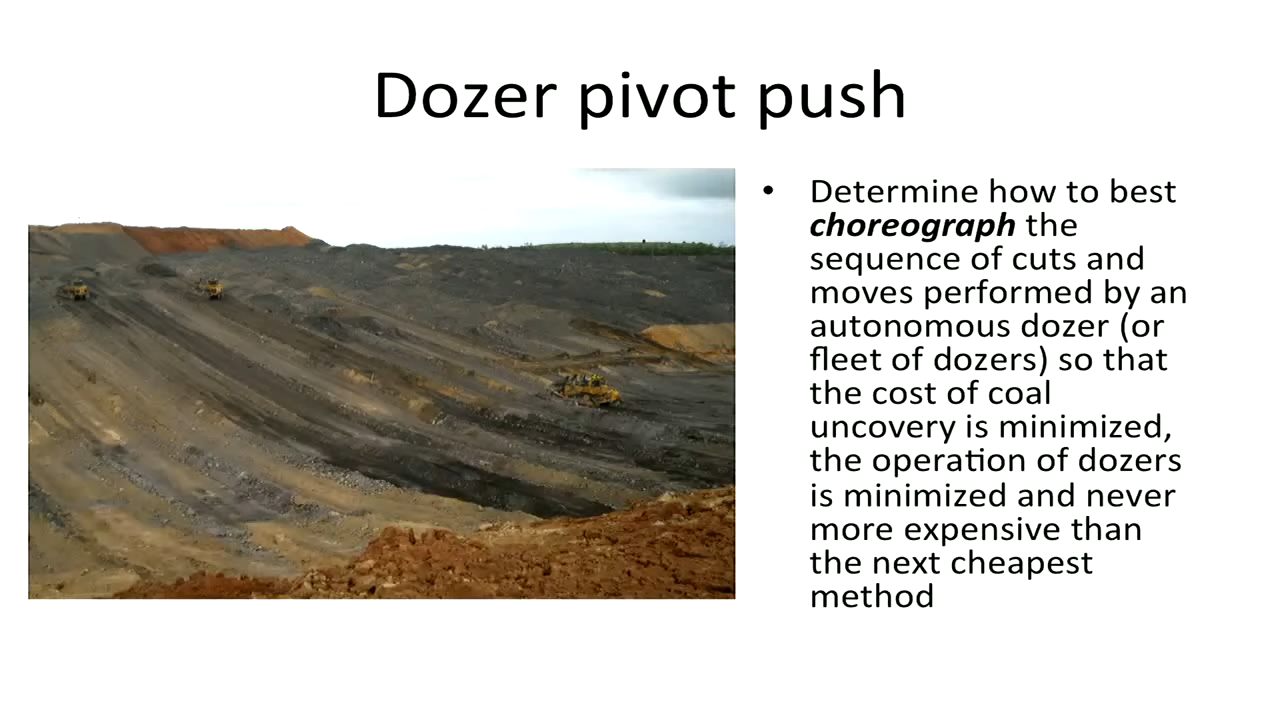 Dozer pivot push
• Determine how to best
choreograph the
sequence of cuts and
moves performed by an
autonomous dozer (or
fleet of dozers) so that
the cost of coal
uncovery is minimized,
the operation of dozers
is minimized and never
more expensive than
the next cheapest
method